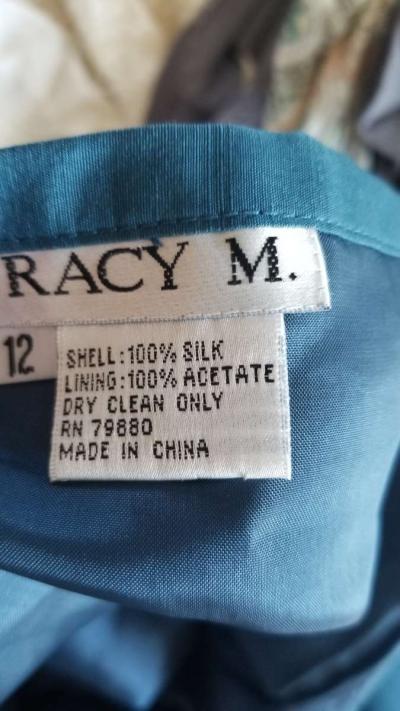 RACY M.
12
SHELL:100% SILK
LINING:100% ACETATE
DRY CLEAN ONLY
RN 79880
MADE IN CHINA